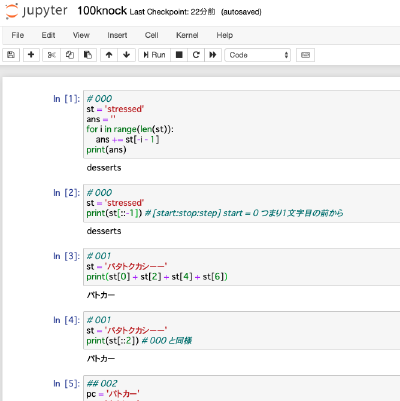 jupyter 100knock Last Checkpoint: 22分前 (autosaved)
File Edit View Insert Cell Kernel Help
Run Code
In [1]:
# 000
st = 'stressed'
ans = ''
for i in range(len(st)):
    ans += st[-i - 1]
print(ans)
desserts
In [2]:
# 000
st = 'stressed'
print(st[::-1]) # [start:stop:step] start = 0 つまり1文字目の前から
desserts
In [3]:
# 001
st = 'パタトクカシーー'
print(st[0] + st[2] + st[4] + st[6])
パトカー
In [4]:
# 001
st = 'パタトクカシーー'
print(st[::2]) # 000 と同様
パトカー
In [5]:
## 002
pc = 'パトカー'